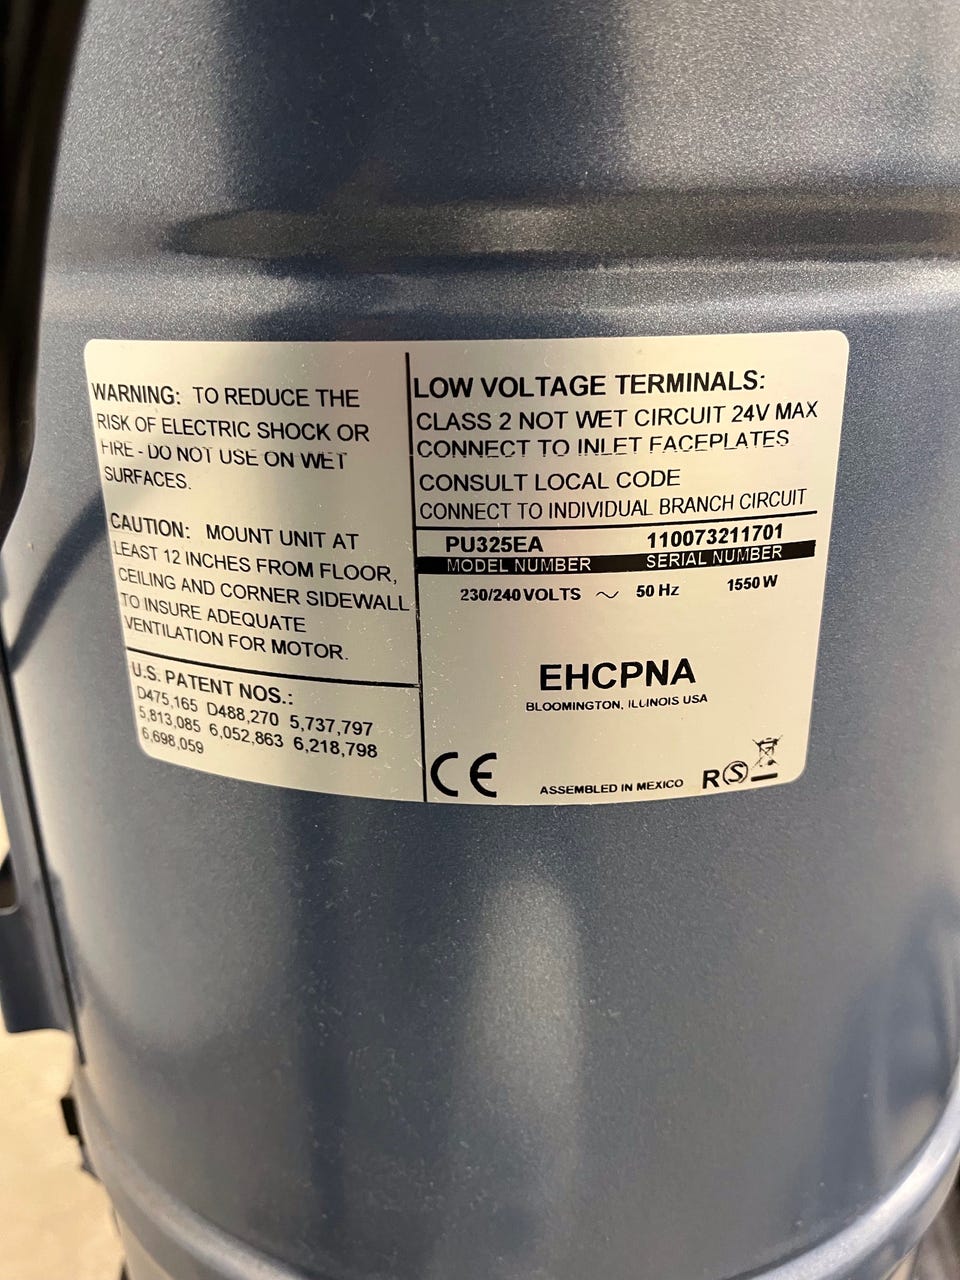 WARNING: TO REDUCE THE
RISK OF ELECTRIC SHOCK OR
FIRE - DO NOT USE ON WET
SURFACES.
CAUTION: MOUNT UNIT AT
LEAST 12 INCHES FROM FLOOR,
CEILING AND CORNER SIDEWALL
TO INSURE ADEQUATE
VENTILATION FOR MOTOR.
U.S. PATENT NOS.:
D475,165 D488,270 5,737,797
5,813,085 6,052,863 6,218,798
6,698,059
LOW VOLTAGE TERMINALS:
CLASS 2 NOT WET CIRCUIT 24V MAX
CONNECT TO INLET FACEPLATES
CONSULT LOCAL CODE
CONNECT TO INDIVIDUAL BRANCH CIRCUIT
PU325EA 110073211701
MODEL NUMBER SERIAL NUMBER
230/240 VOLTS ~ 50 Hz 1550 W
EHCPNA
BLOOMINGTON, ILLINOIS USA
CE ASSEMBLED IN MEXICO R S